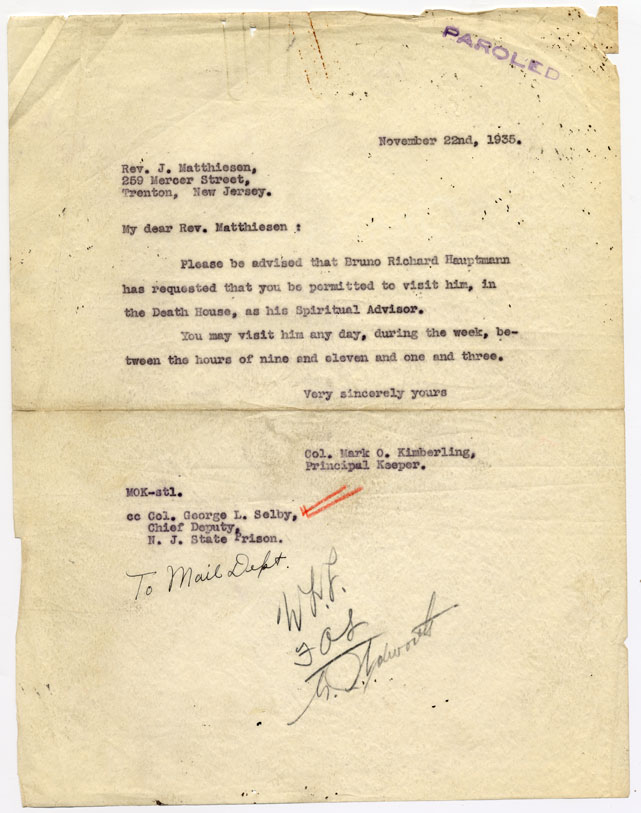 PAROLED
November 22nd, 1935.
Rev. J. Matthiesen,
259 Mercer Street,
Trenton, New Jersey.
My dear Rev. Matthiesen :
Please be advised that Bruno Richard Hauptmann
has requested that you be permitted to visit him, in
the Death House, as his Spiritual Advisor.
You may visit him any day, during the week, be-
tween the hours of nine and eleven and one and three.
Very sincerely yours
Col. Mark O. Kimberling,
Principal Keeper.
MOK-stl.
cc Col. George L. Selby,
Chief Deputy,
N. J. State Prison.
To Mail Dept.